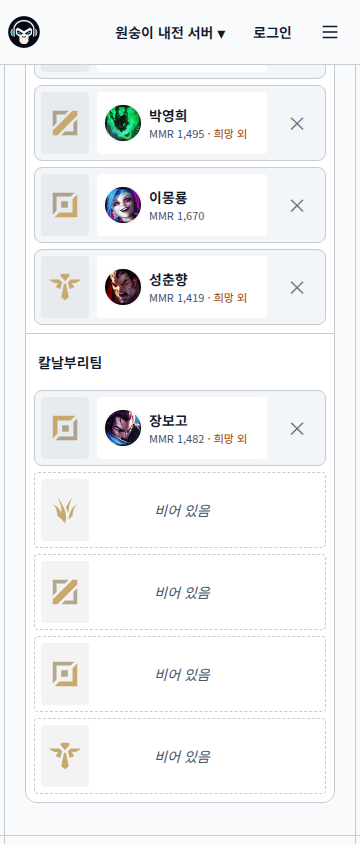 원숭이 내전 서버 ▼
로그인
박영희
MMR 1,495 · 희망 외
이몽룡
MMR 1,670
성춘향
MMR 1,419 · 희망 외
칼날부리팀
장보고
MMR 1,482 · 희망 외
비어 있음
비어 있음
비어 있음
비어 있음